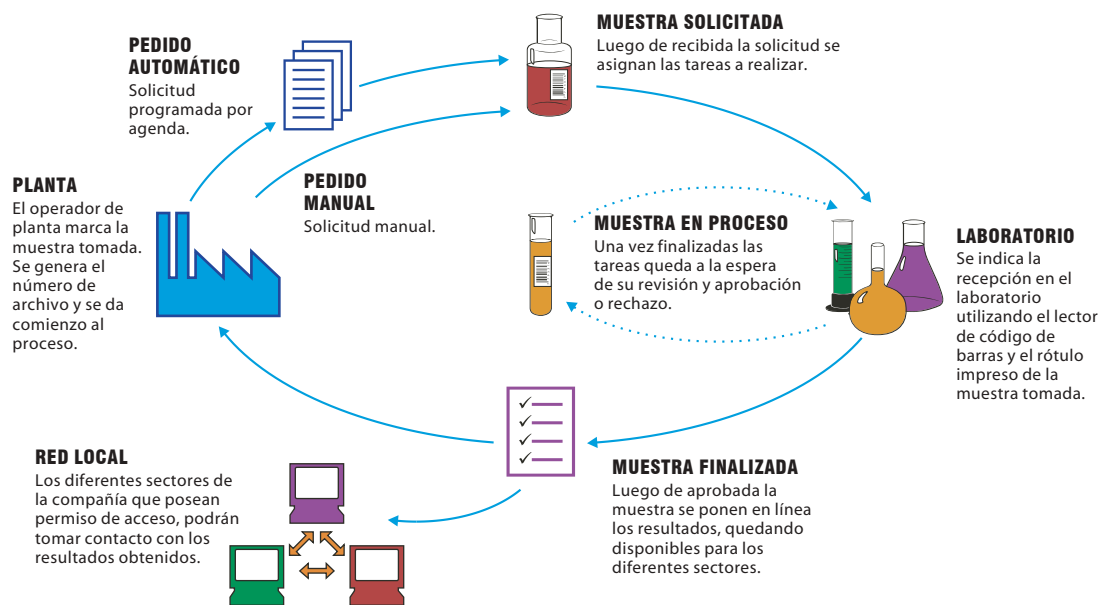 PEDIDO
AUTOMÁTICO
Solicitud
programada por
agenda.
MUESTRA SOLICITADA
Luego de recibida la solicitud se
asignan las tareas a realizar.
PLANTA
El operador de
planta marca la
muestra tomada.
Se genera el
número de
archivo y se da
comienzo al
proceso.
PEDIDO
MANUAL
Solicitud manual.
MUESTRA EN PROCESO
Una vez finalizadas las
tareas queda a la espera
de su revisión y aprobación
o rechazo.
LABORATORIO
Se indica la
recepción en el
laboratorio
utilizando el lector
de código de
barras y el rótulo
impreso de la
muestra tomada.
RED LOCAL
Los diferentes sectores de
la compañía que posean
permiso de acceso, podrán
tomar contacto con los
resultados obtenidos.
MUESTRA FINALIZADA
Luego de aprobada la
muestra se ponen en línea
los resultados, quedando
disponibles para los
diferentes sectores.